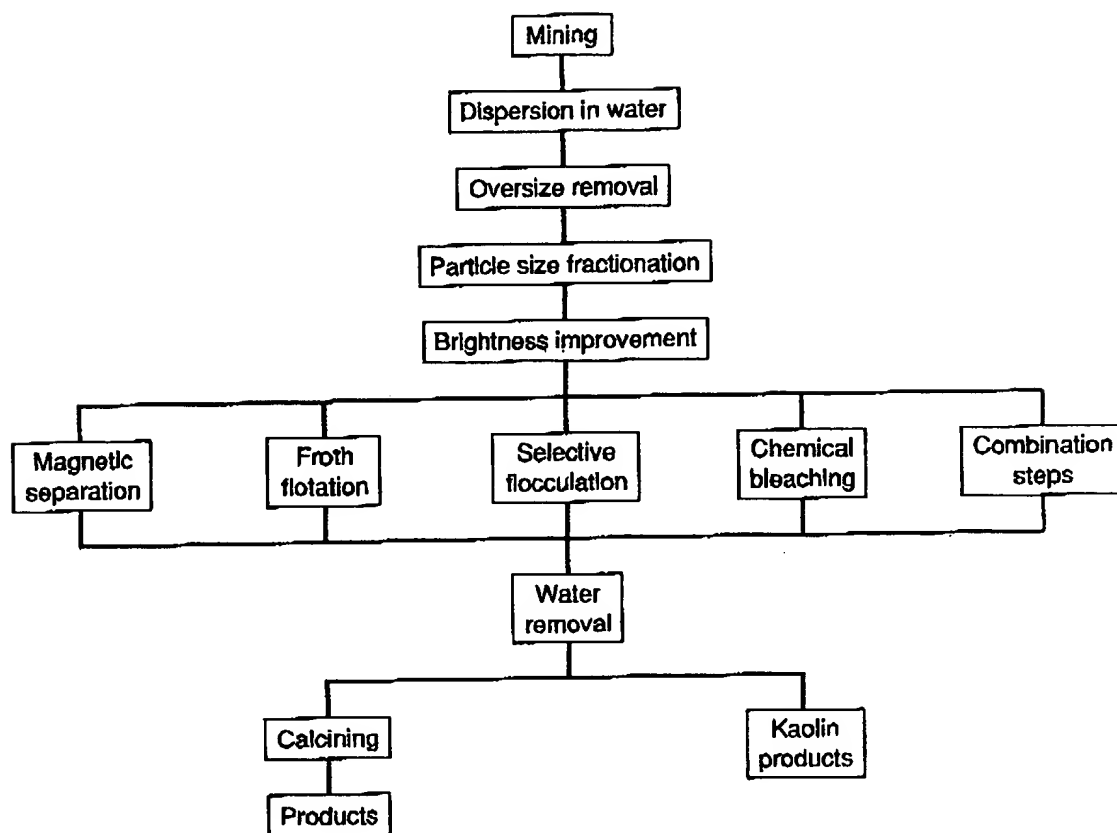 Mining
Dispersion in water
Oversize removal
Particle size fractionation
Brightness improvement
Magnetic
separation
Froth
flotation
Selective
flocculation
Chemical
bleaching
Combination
steps
Water
removal
Calcining
Kaolin
products
Products